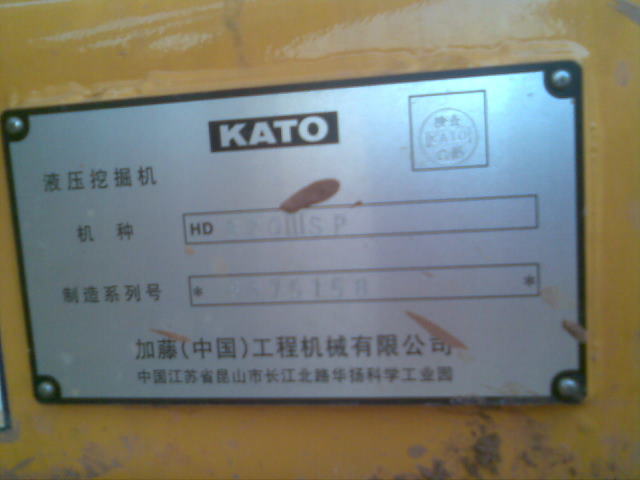 KATO
KATO
液压挖掘机
机种 HD
制造系列号 * *
加藤(中国)工程机械有限公司
中国江苏省昆山市长江北路华扬科学工业园